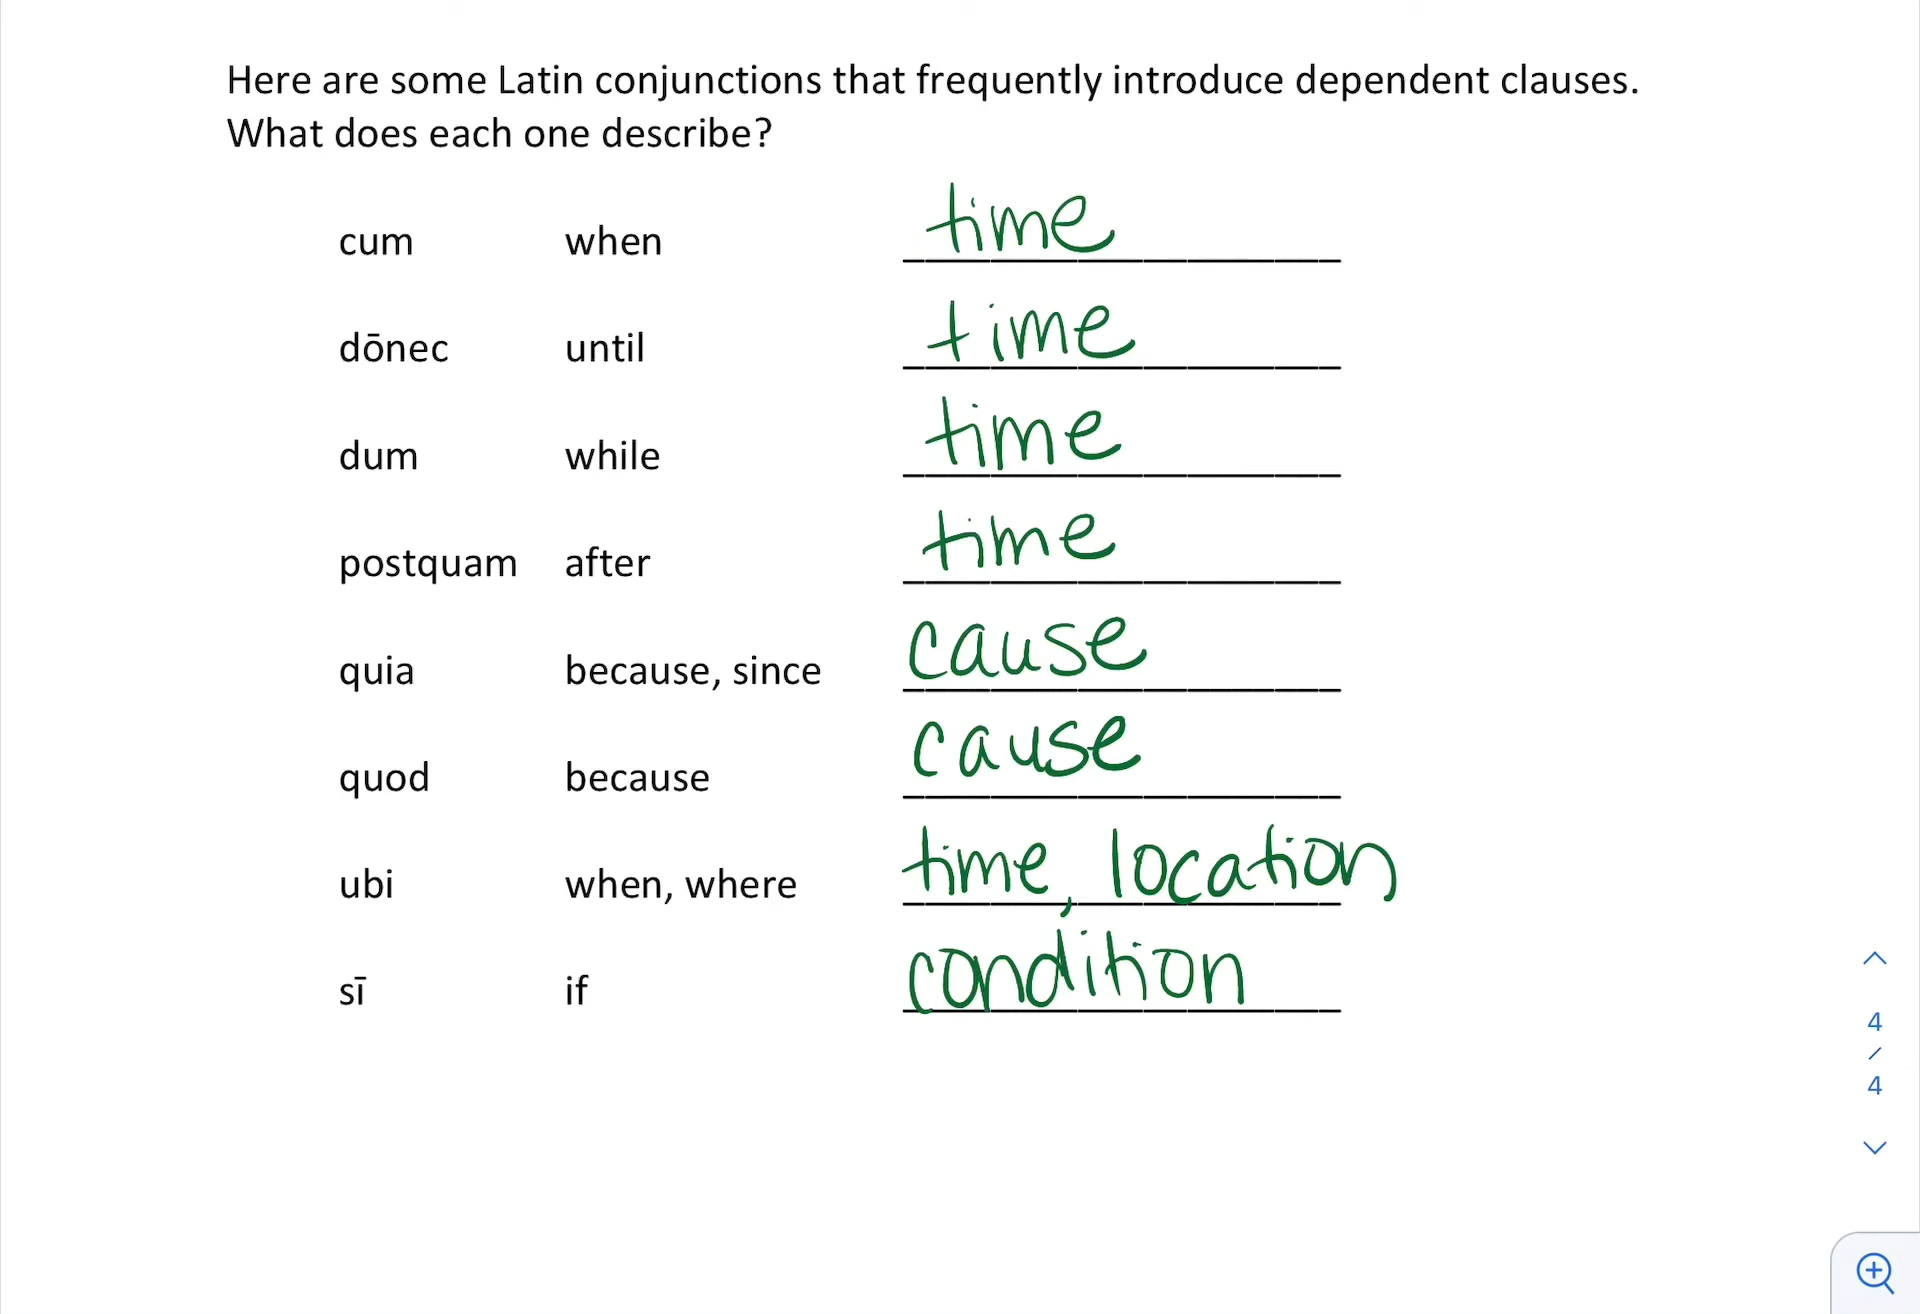 Here are some Latin conjunctions that frequently introduce dependent clauses.
What does each one describe?
cum when time
dōnec until time
dum while time
postquam after time
quia because, since cause
quod because cause
ubi when, where time, location
sī if condition
4
/
4